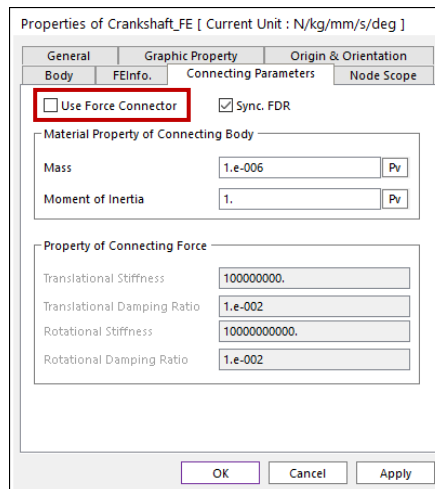 Properties of Crankshaft_FE [ Current Unit : N/kg/mm/s/deg ]
General Graphic Property Origin & Orientation
Body FEInfo. Connecting Parameters Node Scope
Use Force Connector Sync. FDR
Material Property of Connecting Body
Mass 1.e-006 Pv
Moment of Inertia 1. Pv
Property of Connecting Force
Translational Stiffness 100000000.
Translational Damping Ratio 1.e-002
Rotational Stiffness 10000000000.
Rotational Damping Ratio 1.e-002
OK Cancel Apply